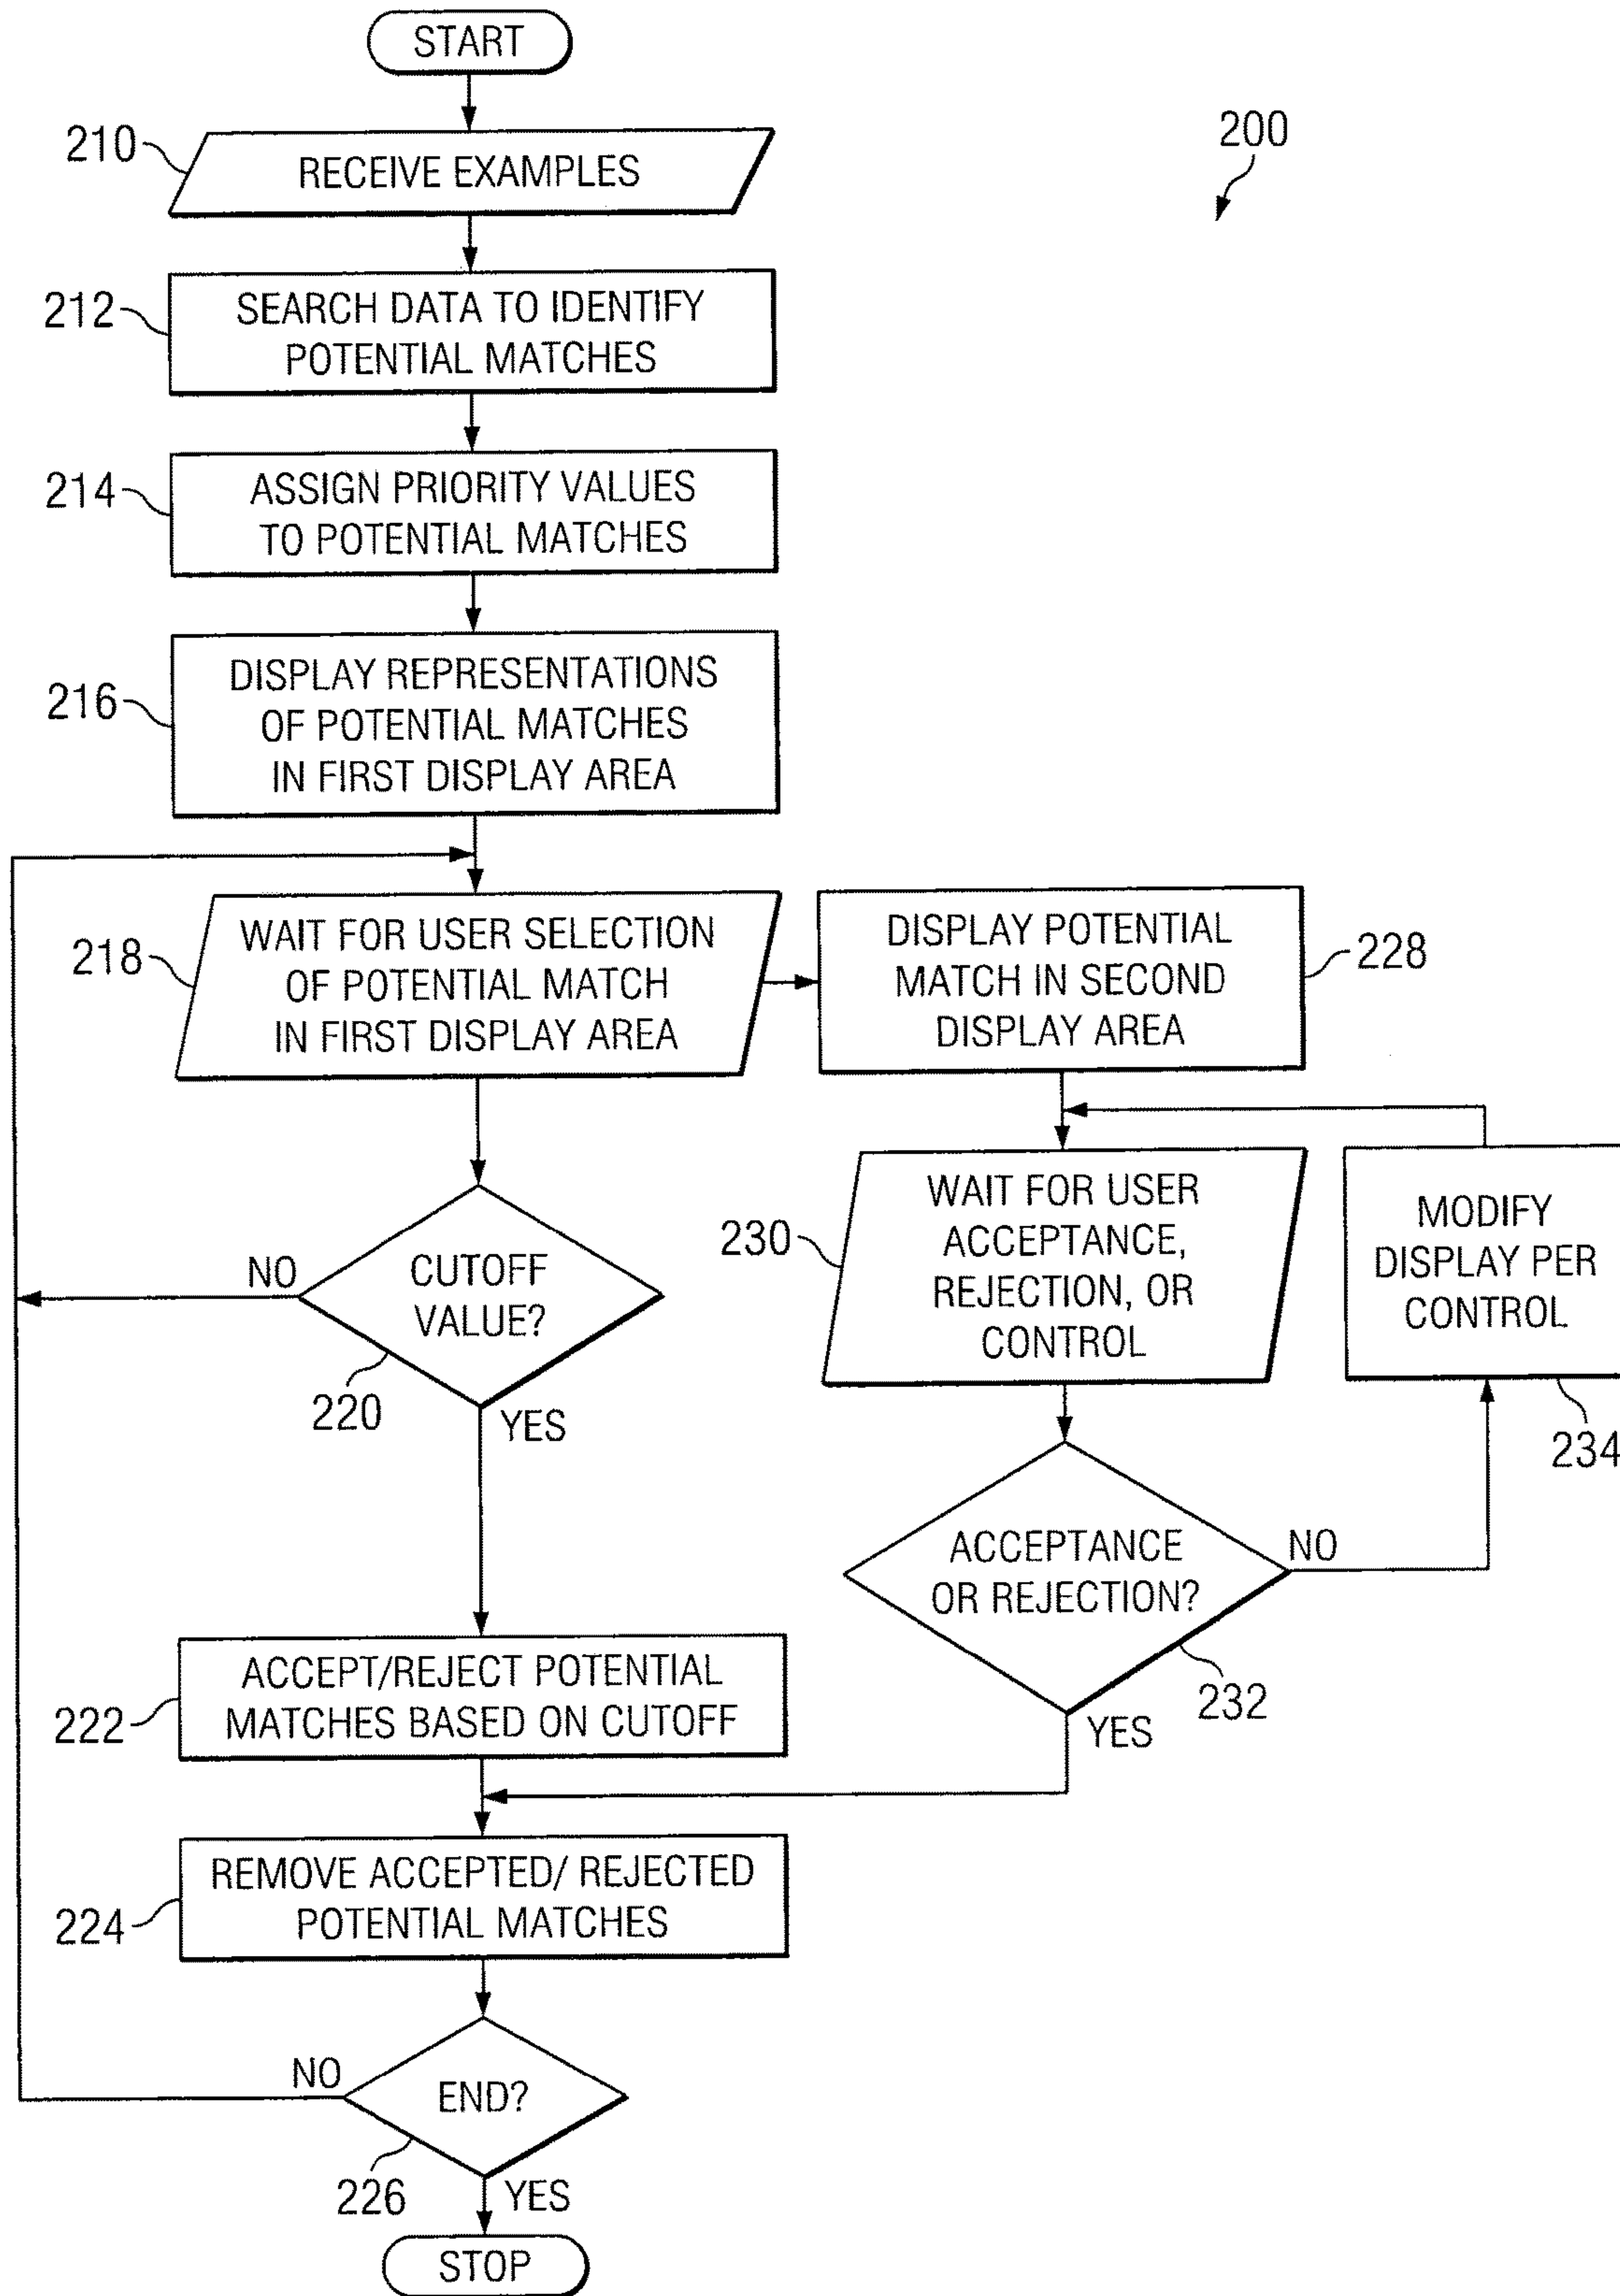 START
200
210
RECEIVE EXAMPLES
212
SEARCH DATA TO IDENTIFY
POTENTIAL MATCHES
214
ASSIGN PRIORITY VALUES
TO POTENTIAL MATCHES
216
DISPLAY REPRESENTATIONS
OF POTENTIAL MATCHES
IN FIRST DISPLAY AREA
218
WAIT FOR USER SELECTION
OF POTENTIAL MATCH
IN FIRST DISPLAY AREA
DISPLAY POTENTIAL
MATCH IN SECOND
DISPLAY AREA
228
230
WAIT FOR USER
ACCEPTANCE,
REJECTION, OR
CONTROL
MODIFY
DISPLAY PER
CONTROL
234
NO
CUTOFF
VALUE?
220
YES
ACCEPTANCE
OR REJECTION?
NO
232
YES
222
ACCEPT/REJECT POTENTIAL
MATCHES BASED ON CUTOFF
224
REMOVE ACCEPTED/ REJECTED
POTENTIAL MATCHES
NO
END?
226
YES
STOP